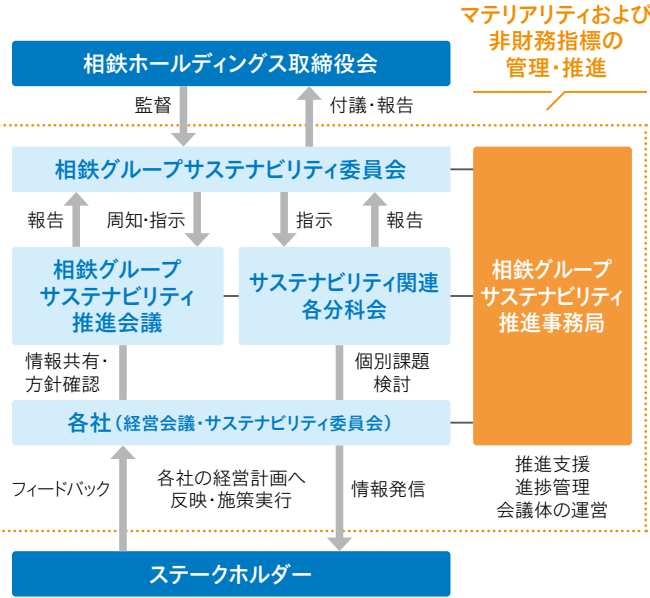 マテリアリティおよび
非財務指標の
管理・推進
相鉄ホールディングス取締役会
監督
付議・報告
相鉄グループサステナビリティ委員会
報告
周知・指示
指示
報告
相鉄グループ
サステナビリティ
推進会議
サステナビリティ関連
各分科会
相鉄グループ
サステナビリティ
推進事務局
情報共有・
方針確認
個別課題
検討
各社（経営会議・サステナビリティ委員会）
フィードバック
各社の経営計画へ
反映・施策実行
情報発信
推進支援
進捗管理
会議体の運営
ステークホルダー